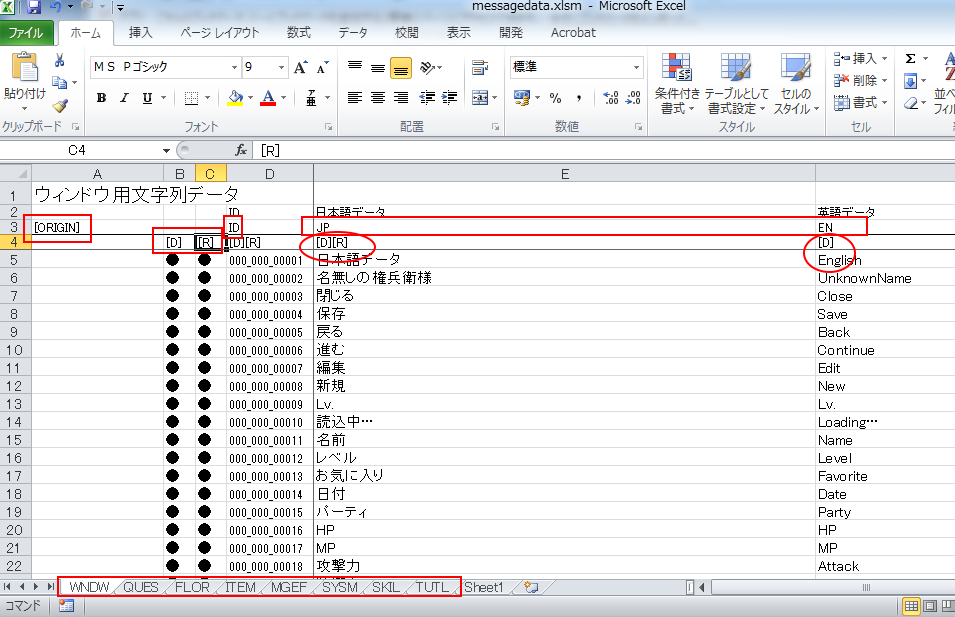 messagedata.xlsm - Microsoft Excel
ファイル ホーム 挿入 ページ レイアウト 数式 データ 校閲 表示 開発 Acrobat
ＭＳ Ｐゴシック 9 標準
貼り付け 条件付き書式 テーブルとして書式設定 セルのスタイル 挿入 削除 書式
B I U
クリップボード フォント 配置 数値 スタイル セル
C4 fx [R]
A B C D E
1 ウィンドウ用文字列データ
2 ID 日本語データ 英語データ
3 [ORIGIN] ID JP EN
4 [D] [R] [D][R] [D][R] [D]
5 ● ● 000_000_00001 日本語データ English
6 ● ● 000_000_00002 名無しの権兵衛様 UnknownName
7 ● ● 000_000_00003 閉じる Close
8 ● ● 000_000_00004 保存 Save
9 ● ● 000_000_00005 戻る Back
10 ● ● 000_000_00006 進む Continue
11 ● ● 000_000_00007 編集 Edit
12 ● ● 000_000_00008 新規 New
13 ● ● 000_000_00009 Lv. Lv.
14 ● ● 000_000_00010 読込中… Loading…
15 ● ● 000_000_00011 名前 Name
16 ● ● 000_000_00012 レベル Level
17 ● ● 000_000_00013 お気に入り Favorite
18 ● ● 000_000_00014 日付 Date
19 ● ● 000_000_00015 パーティ Party
20 ● ● 000_000_00016 HP HP
21 ● ● 000_000_00017 MP MP
22 ● ● 000_000_00018 攻撃力 Attack
WNDW QUES FLOR ITEM MGEF SYSM SKIL TUTL Sheet1
コマンド